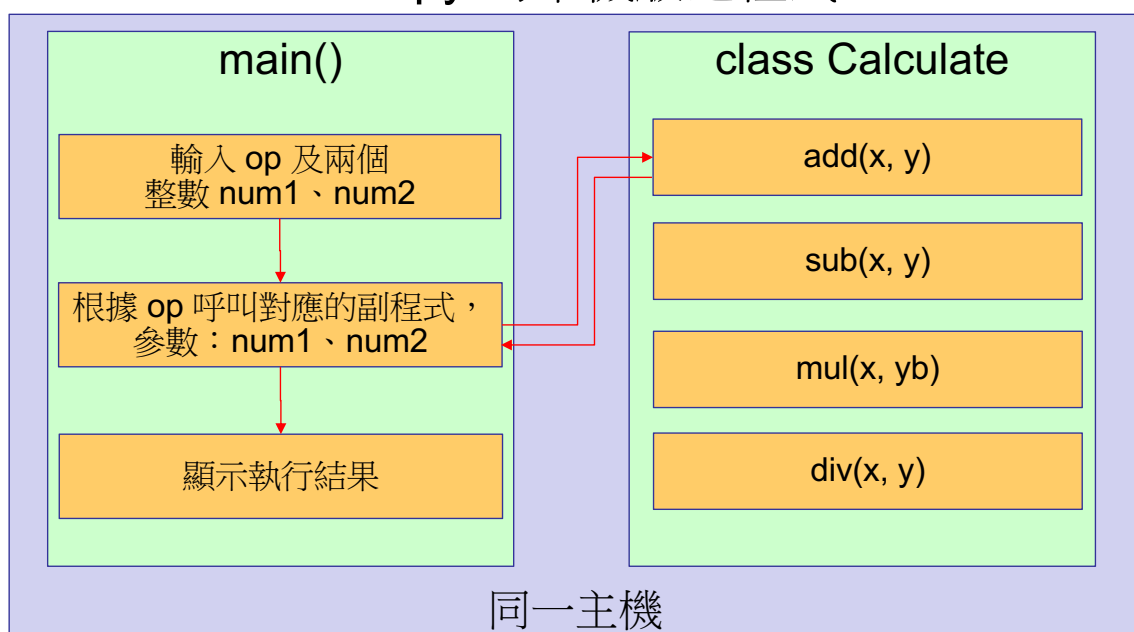 py
main()
輸入 op 及兩個
整數 num1、num2
根據 op 呼叫對應的副程式，
參數：num1、num2
顯示執行結果
class Calculate
add(x, y)
sub(x, y)
mul(x, yb)
div(x, y)
同一主機